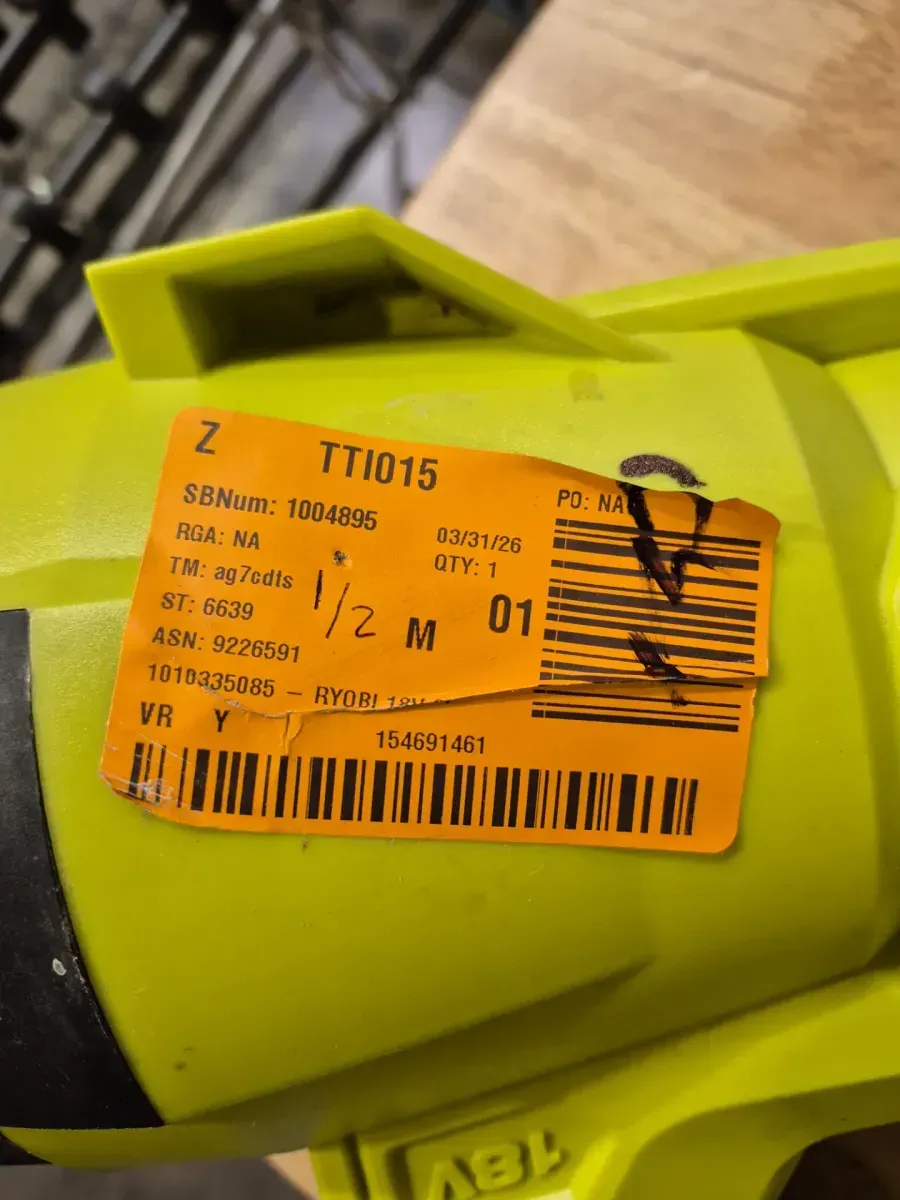 Z TTI015
SBNum: 1004895
RGA: NA 03/31/26 PO: NA
TM: ag7cdts QTY: 1
ST: 6639 1/2 M 01
ASN: 9226591
1010335085 - RYOBI 18V
VR Y 154691461
18V